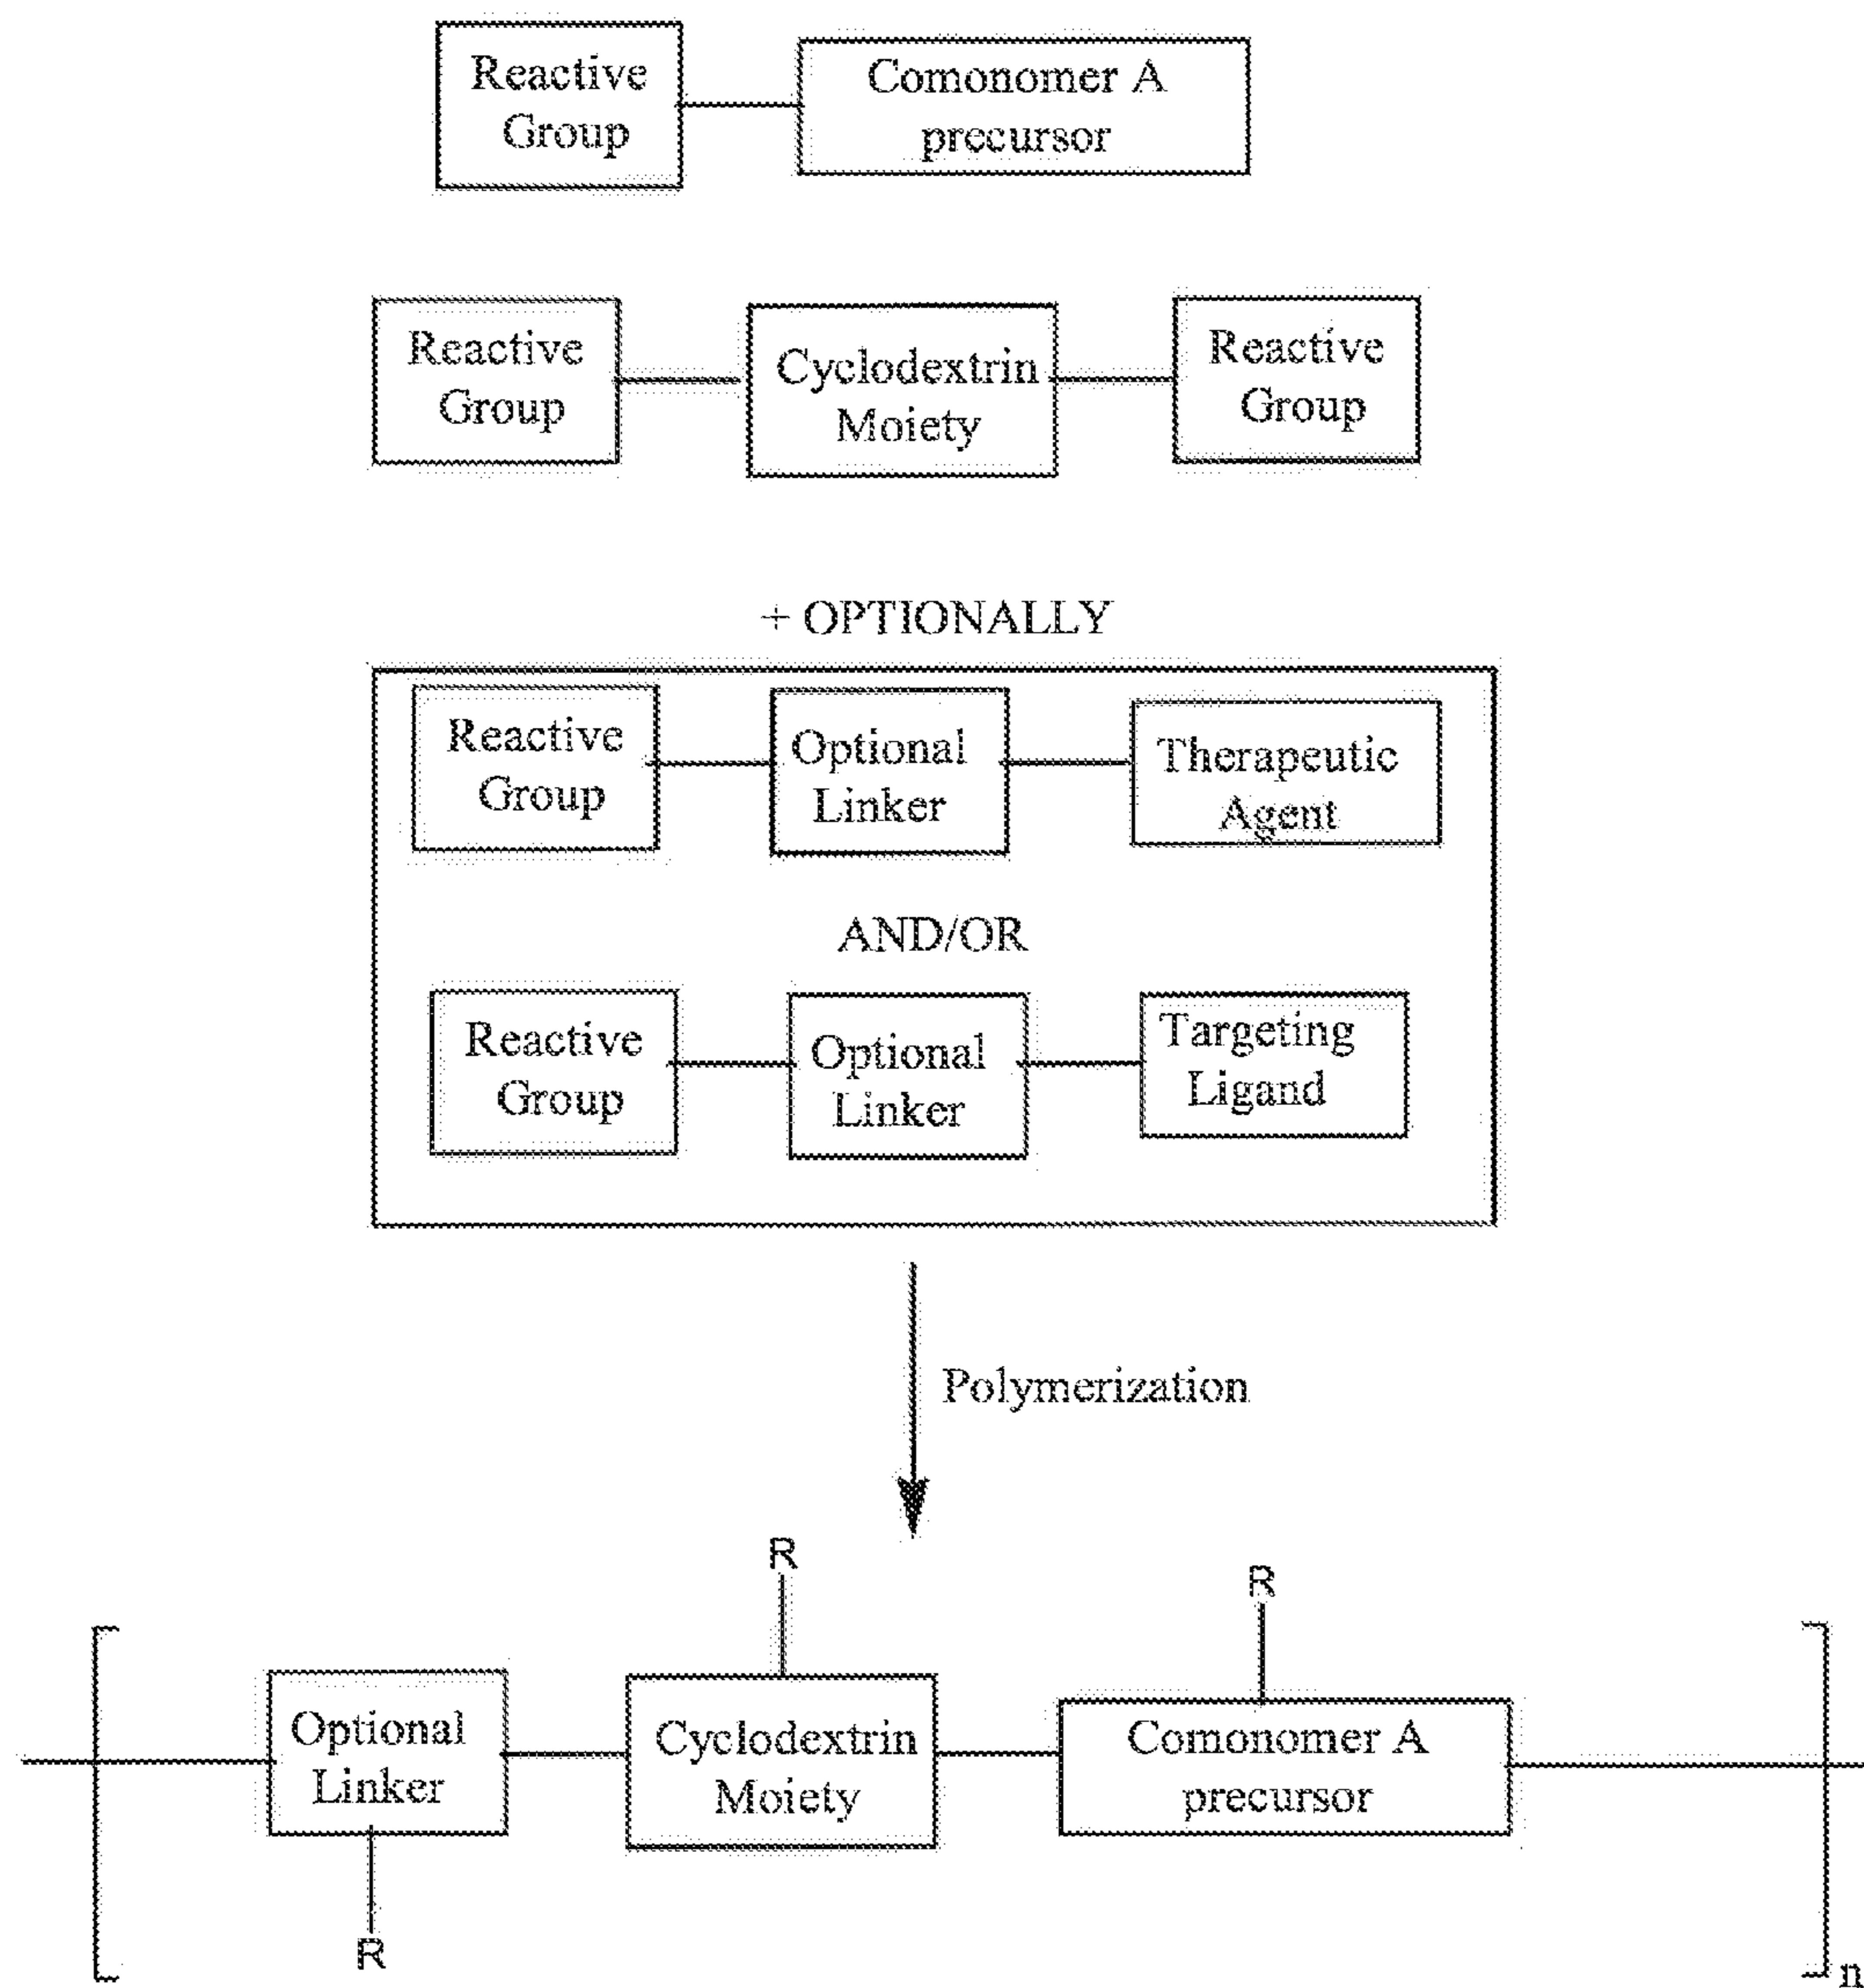 Reactive
Group
Comonomer A
precursor
Reactive
Group
Cyclodextrin
Moiety
Reactive
Group
+ OPTIONALLY
Reactive
Group
Optional
Linker
Therapeutic
Agent
AND/OR
Reactive
Group
Optional
Linker
Targeting
Ligand
Polymerization
R
R
Optional
Linker
Cyclodextrin
Moiety
Comonomer A
precursor
R
n